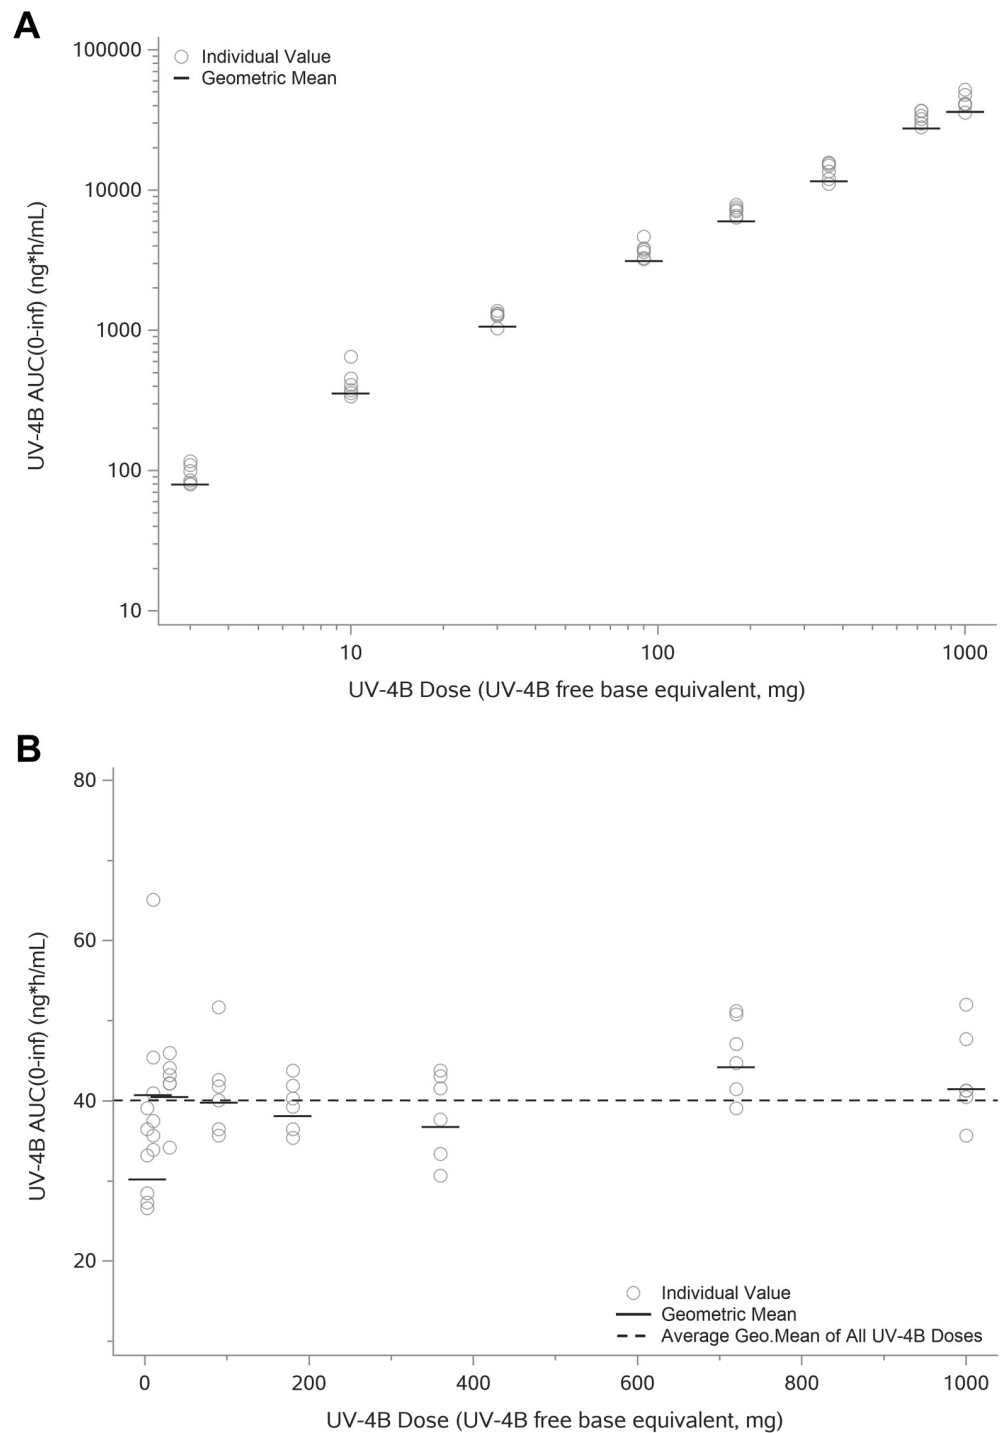 A
100000
10000
1000
100
10
UV-4B AUC(0-inf) (ng*h/mL)
Individual Value
Geometric Mean
10
100
1000
UV-4B Dose (UV-4B free base equivalent, mg)
B
80
60
40
20
UV-4B AUC(0-inf) (ng*h/mL)
Individual Value
Geometric Mean
Average Geo.Mean of All UV-4B Doses
0
200
400
600
800
1000
UV-4B Dose (UV-4B free base equivalent, mg)